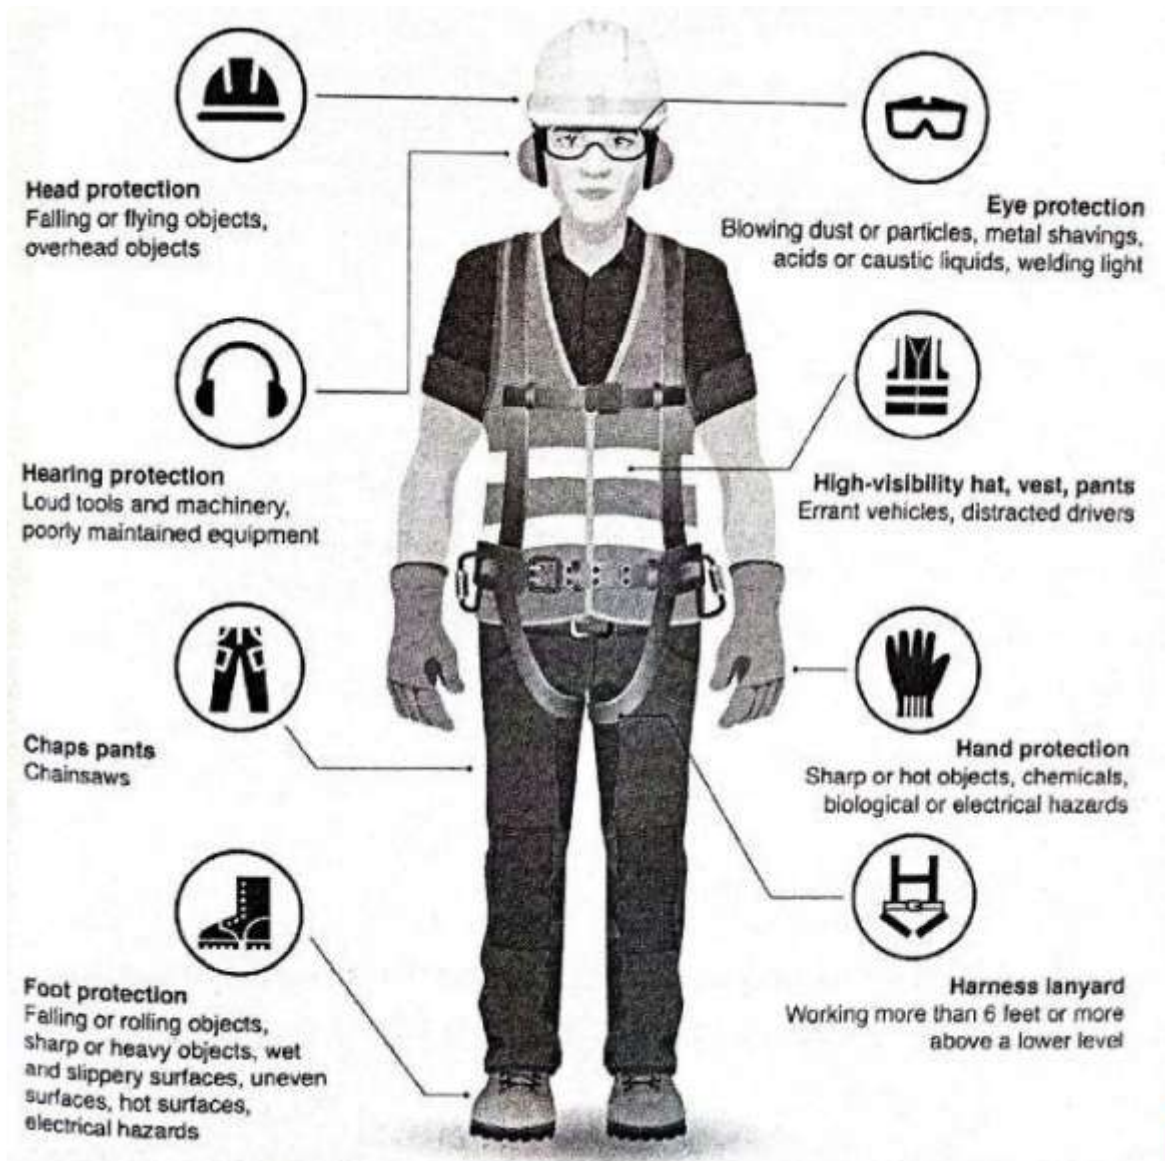 Head protection
Falling or flying objects,
overhead objects
Eye protection
Blowing dust or particles, metal shavings,
acids or caustic liquids, welding light
Hearing protection
Loud tools and machinery,
poorly maintained equipment
High-visibility hat, vest, pants
Errant vehicles, distracted drivers
Chaps pants
Chainsaws
Hand protection
Sharp or hot objects, chemicals,
biological or electrical hazards
Foot protection
Falling or rolling objects,
sharp or heavy objects, wet
and slippery surfaces, uneven
surfaces, hot surfaces,
electrical hazards
Harness lanyard
Working more than 6 feet or more
above a lower level